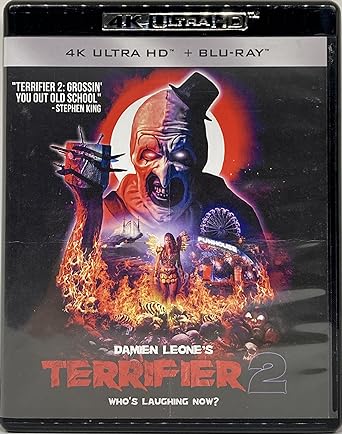 4K ULTRA HD
4K ULTRA HD™ + BLU-RAY™
"TERRIFIER 2: GROSSIN'
YOU OUT OLD SCHOOL"
- STEPHEN KING
FUNHOUSE
DAMIEN LEONE'S
TERRIFIER 2
WHO'S LAUGHING NOW?